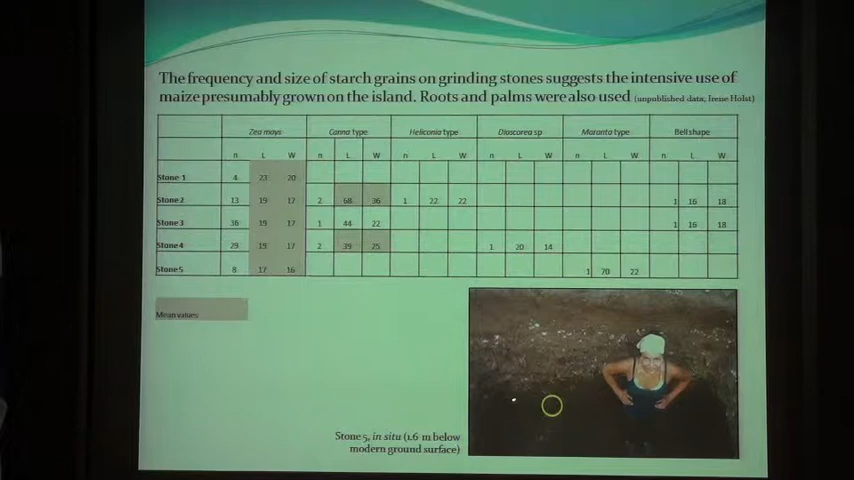 The frequency and size of starch grains on grinding stones suggests the intensive use of
maize presumably grown on the island. Roots and palms were also used (unpublished data, Irene Holst)
Zea mays Canna type Heliconia type Dioscorea sp Maranta type Bell shape
n L W n L W n L W n L W n L W n L W
Stone 1 4 23 20
Stone 2 13 19 17 2 68 36 1 22 22 1 16 18
Stone 3 36 19 17 1 44 22 1 16 18
Stone 4 29 19 17 2 39 25 1 20 14
Stone 5 8 17 16 1 70 22
Mean values
Stone 5, in situ (1.6 m below
modern ground surface)